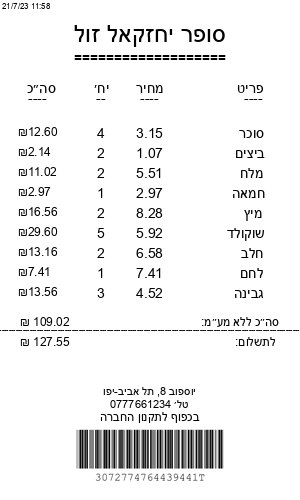 21/7/23 11:58
סופר יחזקאל זול
===================
פריט מחיר יח׳ סה״כ
---- ---- -- ----
סוכר 3.15 4 ₪12.60
ביצים 1.07 2 ₪2.14
מלח 5.51 2 ₪11.02
חמאה 2.97 1 ₪2.97
מיץ 8.28 2 ₪16.56
שוקולד 5.92 5 ₪29.60
חלב 6.58 2 ₪13.16
לחם 7.41 1 ₪7.41
גבינה 4.52 3 ₪13.56
סה״כ ללא מע״מ: 109.02 ₪
לתשלום: 127.55 ₪
יוספוב 8, תל אביב-יפו
טל׳ 0777661234
בכפוף לתקנון החברה
3072774764439441T